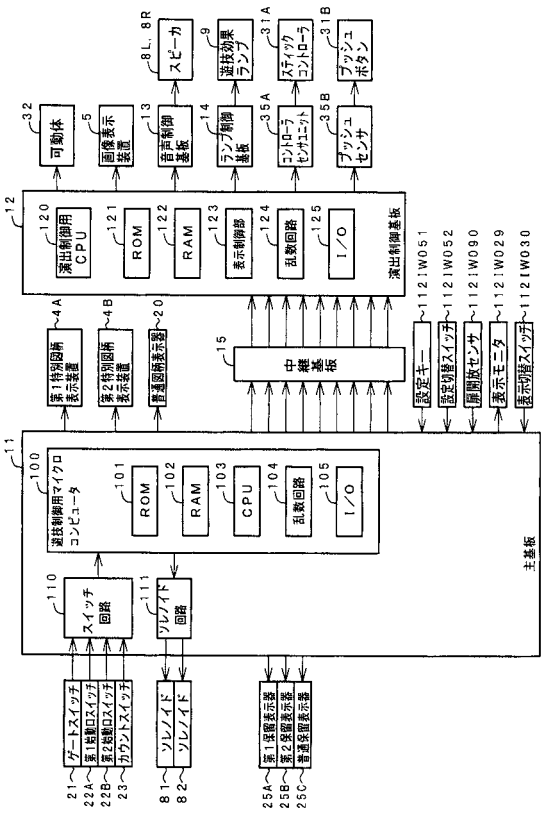 21
ゲートスイッチ
22A
第1始動口スイッチ
22B
第2始動口スイッチ
23
カウントスイッチ
81
ソレノイド
82
ソレノイド
25A
第1保留表示器
25B
第2保留表示器
25C
普通保留表示器
11
主基板
110
スイッチ
回路
111
ソレノイド
回路
100
遊技制御用マイクロ
コンピュータ
101
ROM
102
RAM
103
CPU
104
乱数回路
105
I/O
4A
第1特別図柄
表示装置
4B
第2特別図柄
表示装置
20
普通図柄表示器
15
中継
基板
設定キー
112IW051
設定切替スイッチ
112IW052
扉開放センサ
112IW090
表示モニタ
112IW029
表示切替スイッチ
112IW030
12
演出制御基板
120
演出制御用
CPU
121
ROM
122
RAM
123
表示制御部
124
乱数回路
125
I/O
32
可動体
5
画像表示
装置
13
音声制御
基板
8L、8R
スピーカ
14
ランプ制御
基板
9
遊技効果
ランプ
35A
コントローラ
センサユニット
31A
スティック
コントローラ
35B
プッシュ
センサ
31B
プッシュ
ボタン